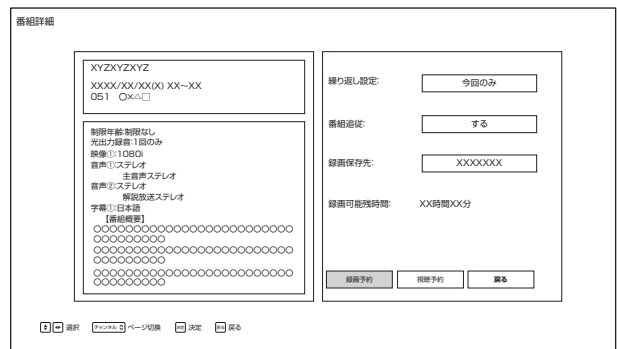 番組詳細
XYZXYZXYZ
XXXX/XX/XX(X) XX～XX
051 ○×△□
制限年齢:制限なし
光出力録音:1回のみ
映像①:1080i
音声①:ステレオ
主音声ステレオ
音声②:ステレオ
解説放送ステレオ
字幕①:日本語
【番組概要】
○○○○○○○○○○○○○○○○○○○○○○○○○
○○○○○○○○○
○○○○○○○○○○○○○○○○○○○○○○○○○
○○○○○○○○○
○○○○○○○○○○○○○○○○○○○○○○○○○
○○○○○○○○○
繰り返し設定: 今回のみ
番組追従: する
録画保存先: XXXXXXX
録画可能残時間: XX時間XX分
録画予約 視聴予約 戻る
選択 チャンネル ページ切換 決定 決定 戻る 戻る